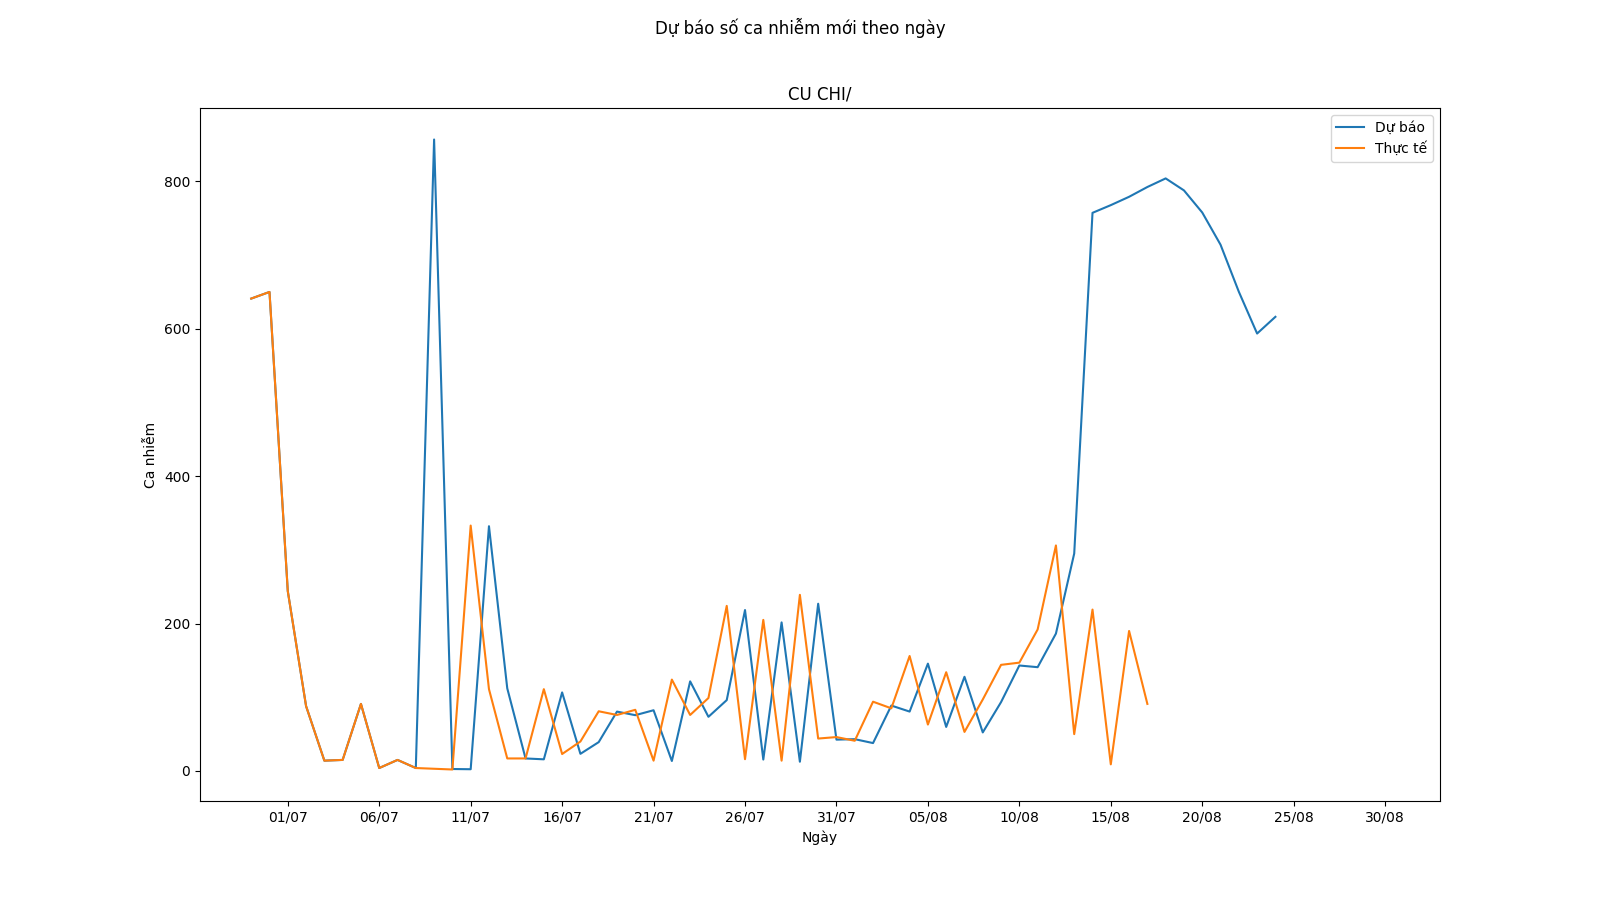 Dự báo số ca nhiễm mới theo ngày
CU CHI/
Dự báo
Thực tế
800
600
400
200
0
Ca nhiễm
01/07 06/07 11/07 16/07 21/07 26/07 31/07 05/08 10/08 15/08 20/08 25/08 30/08
Ngày